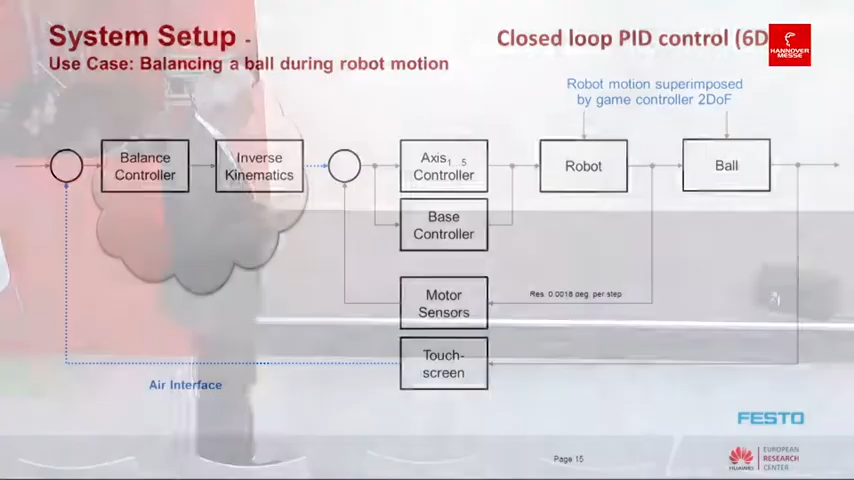 System Setup -
Closed loop PID control (6D
HANNOVER
MESSE
Use Case: Balancing a ball during robot motion
Robot motion superimposed
by game controller 2DoF
Balance
Controller
Inverse
Kinematics
Axis1...5
Controller
Robot
Ball
Base
Controller
Motor
Sensors
Res: 0.0018 deg. per step
Touch-
screen
Air Interface
FESTO
Page 15
HUAWEI
EUROPEAN
RESEARCH
CENTER